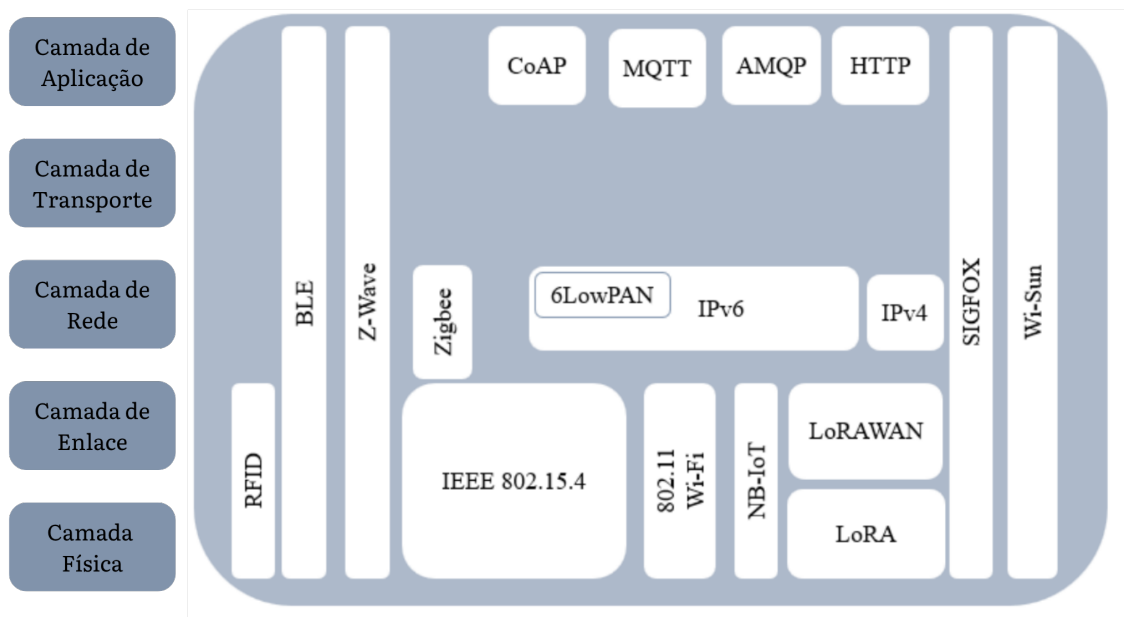 Camada de
Aplicação
Camada de
Transporte
Camada de
Rede
Camada de
Enlace
Camada
Física
CoAP
MQTT
AMQP
HTTP
BLE
Z-Wave
Zigbee
6LowPAN
IPv6
IPv4
SIGFOX
Wi-Sun
RFID
IEEE 802.15.4
802.11
Wi-Fi
NB-IoT
LoRAWAN
LoRA